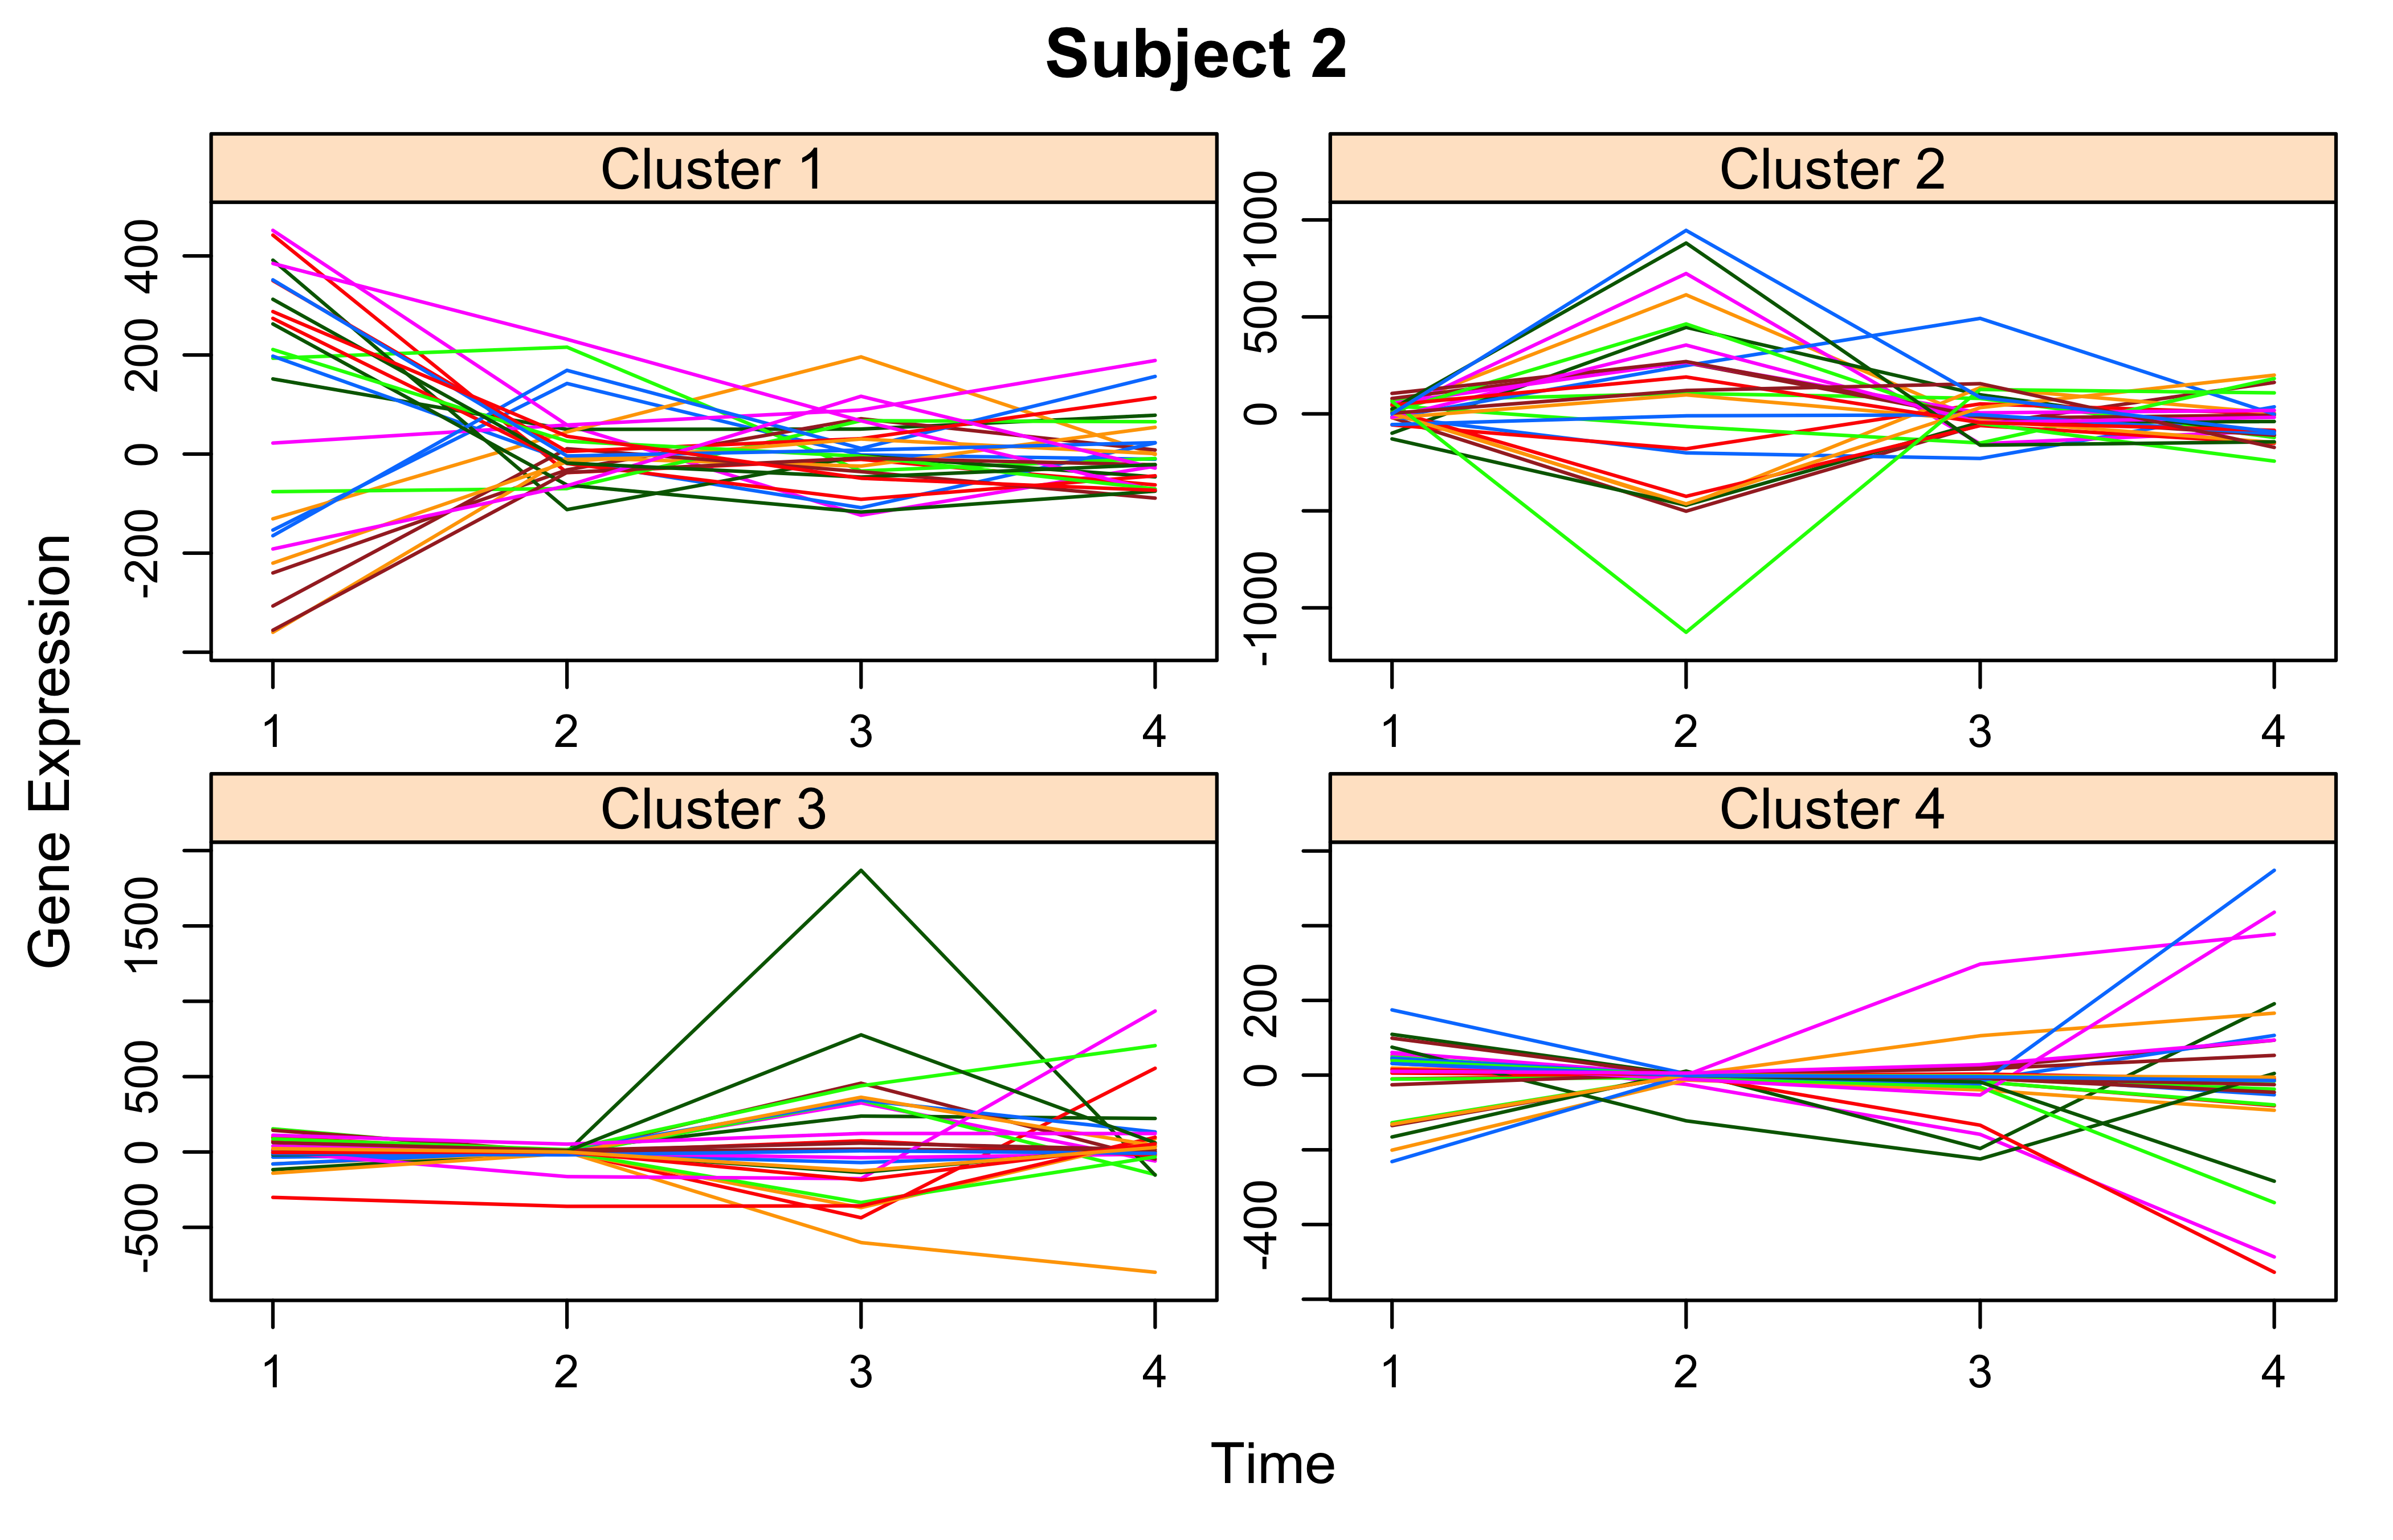 Subject 2
Cluster 1
Cluster 2
400
200
0
-200
1000
500
0
-1000
1 2 3 4
1 2 3 4
Cluster 3
Cluster 4
1500
500
0
-500
200
0
-400
1 2 3 4
1 2 3 4
Gene Expression
Time